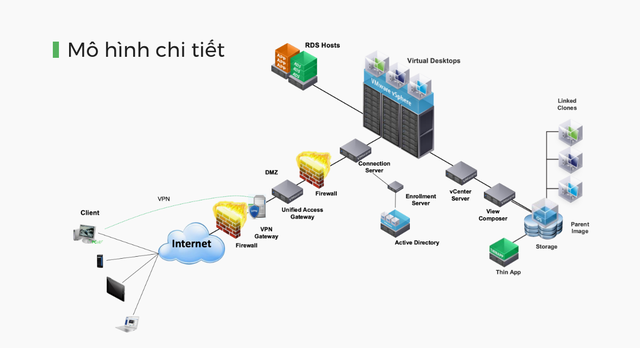 Mô hình chi tiết
RDS Hosts
Virtual Desktops
VMware vSphere
Linked
Clones
Connection
Server
DMZ
Firewall
vCenter
Server
Enrollment
Server
View
Composer
VPN
Unified Access
Gateway
Client
VPN
Gateway
Internet
Firewall
Active Directory
Parent
Image
Storage
Thin App